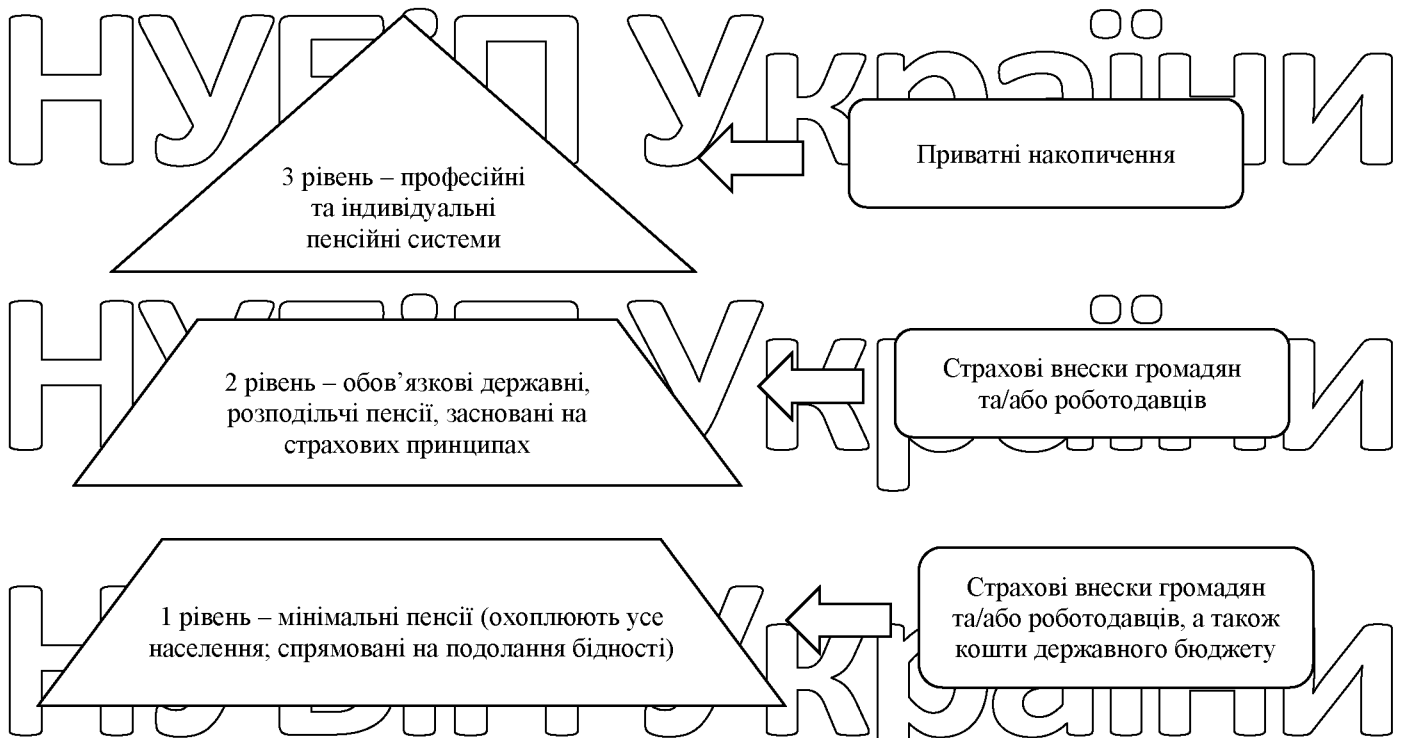 НУБіП України
3 рівень – професійні
та індивідуальні
пенсійні системи
Приватні накопичення
НУБіП України
2 рівень – обов’язкові державні,
розподільчі пенсії, засновані на
страхових принципах
Страхові внески громадян
та/або роботодавців
НУБіП України
1 рівень – мінімальні пенсії (охоплюють усе
населення; спрямовані на подолання бідності)
Страхові внески громадян
та/або роботодавців, а також
кошти державного бюджету